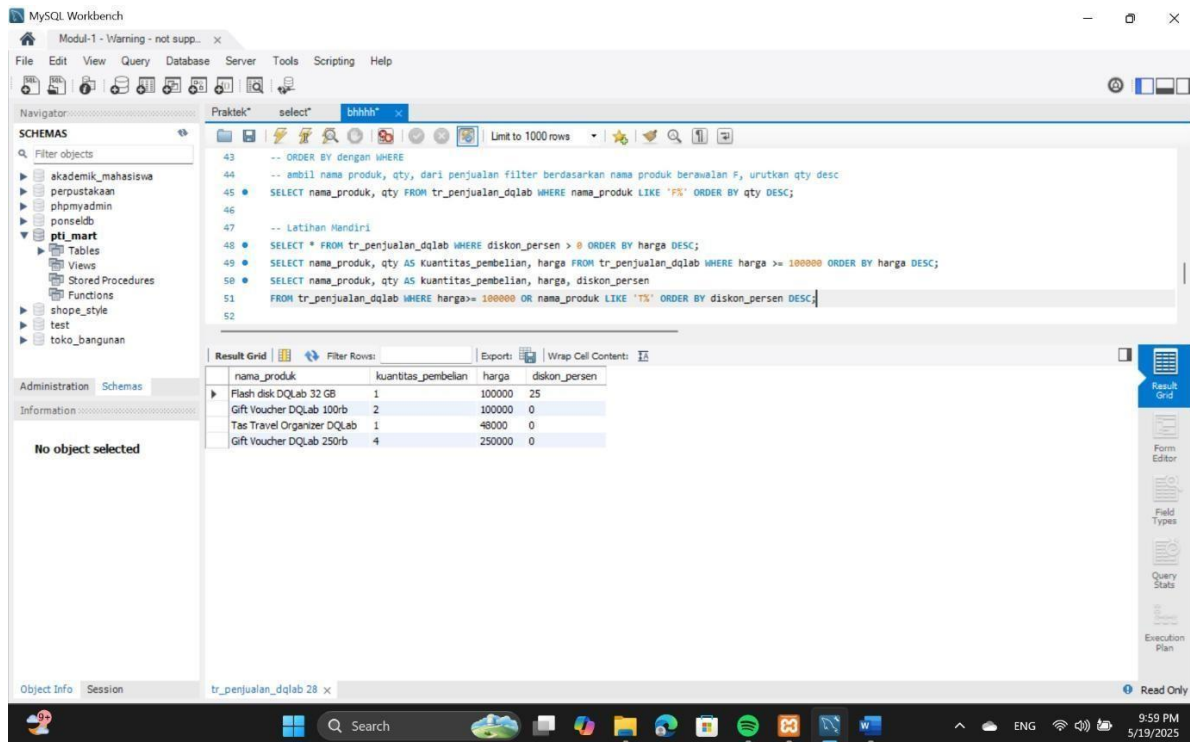 MySQL Workbench
Modul-1 - Warning - not supp...
File Edit View Query Database Server Tools Scripting Help
Navigator
Praktek* select* bhhhh*
SCHEMAS
Limit to 1000 rows
Filter objects
akademik_mahasiswa
perpustakaan
phpmyadmin
ponseldb
pti_mart
Tables
Views
Stored Procedures
Functions
shope_style
test
toko_bangunan
Administration Schemas
Information
No object selected
43 -- ORDER BY dengan WHERE
44 -- ambil nama produk, qty, dari penjualan filter berdasarkan nama produk berawalan F, urutkan qty desc
45 SELECT nama_produk, qty FROM tr_penjualan_dqlab WHERE nama_produk LIKE 'F%' ORDER BY qty DESC;
46
47 -- Latihan Mandiri
48 SELECT * FROM tr_penjualan_dqlab WHERE diskon_persen > 0 ORDER BY harga DESC;
49 SELECT nama_produk, qty AS Kuantitas_pembelian, harga FROM tr_penjualan_dqlab WHERE harga >= 100000 ORDER BY harga DESC;
50 SELECT nama_produk, qty AS kuantitas_pembelian, harga, diskon_persen
51 FROM tr_penjualan_dqlab WHERE harga>= 100000 OR nama_produk LIKE 'T%' ORDER BY diskon_persen DESC;
52
Result Grid Filter Rows: Export: Wrap Cell Content:
nama_produk kuantitas_pembelian harga diskon_persen
Flash disk DQLab 32 GB 1 100000 25
Gift Voucher DQLab 100rb 2 100000 0
Tas Travel Organizer DQLab 1 48000 0
Gift Voucher DQLab 250rb 4 250000 0
Result
Grid
Form
Editor
Field
Types
Query
Stats
Execution
Plan
Object Info Session
tr_penjualan_dqlab 28
Read Only
9+
Search
ENG
9:59 PM
5/19/2025